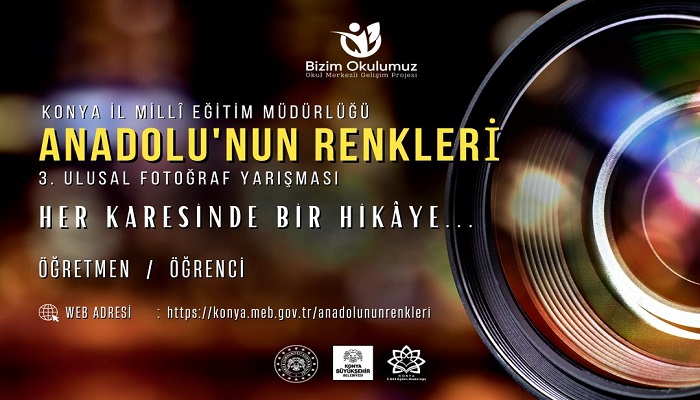 Bizim Okulumuz
Okul Merkezli Gelişim Projesi
KONYA İL MİLLÎ EĞİTİM MÜDÜRLÜĞÜ
ANADOLU'NUN RENKLERİ
3. ULUSAL FOTOĞRAF YARIŞMASI
HER KARESİNDE BİR HİKÂYE...
ÖĞRETMEN / ÖĞRENCİ
WEB ADRESİ : https://konya.meb.gov.tr/anadolununrenkleri
KONYA
BÜYÜKŞEHİR
BELEDİYESİ
KONYA